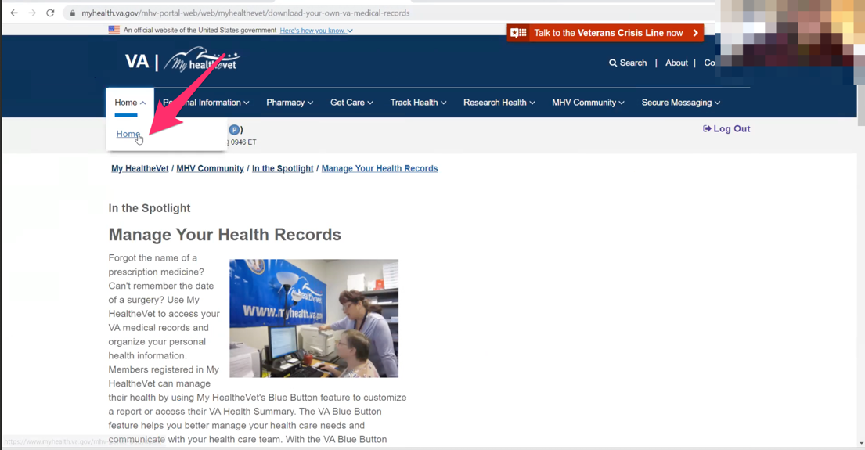 myhealth.va.gov/mhv-portal-web/web/myhealthevet/download-your-own-va-medical-records
An official website of the United States government Here's how you know.
Talk to the Veterans Crisis Line now
VA | My healthevet
Search | About | Co
Home Personal Information Pharmacy Get Care Track Health Research Health MHV Community Secure Messaging
Home
P)
| 0946 ET
Log Out
My HealtheVet / MHV Community / In the Spotlight / Manage Your Health Records
In the Spotlight
Manage Your Health Records
Forgot the name of a
prescription medicine?
Can't remember the
date of a surgery? Use My
HealtheVet to access your
VA medical records and
organize your personal
health information.
Members registered in My
HealtheVet can manage
their health by using My HealtheVet's Blue Button feature to customize
a report or access their VA Health Summary. The VA Blue Button
feature helps you better manage your health care needs and
communicate with your health care team. With the VA Blue Button
www.myhealth.va